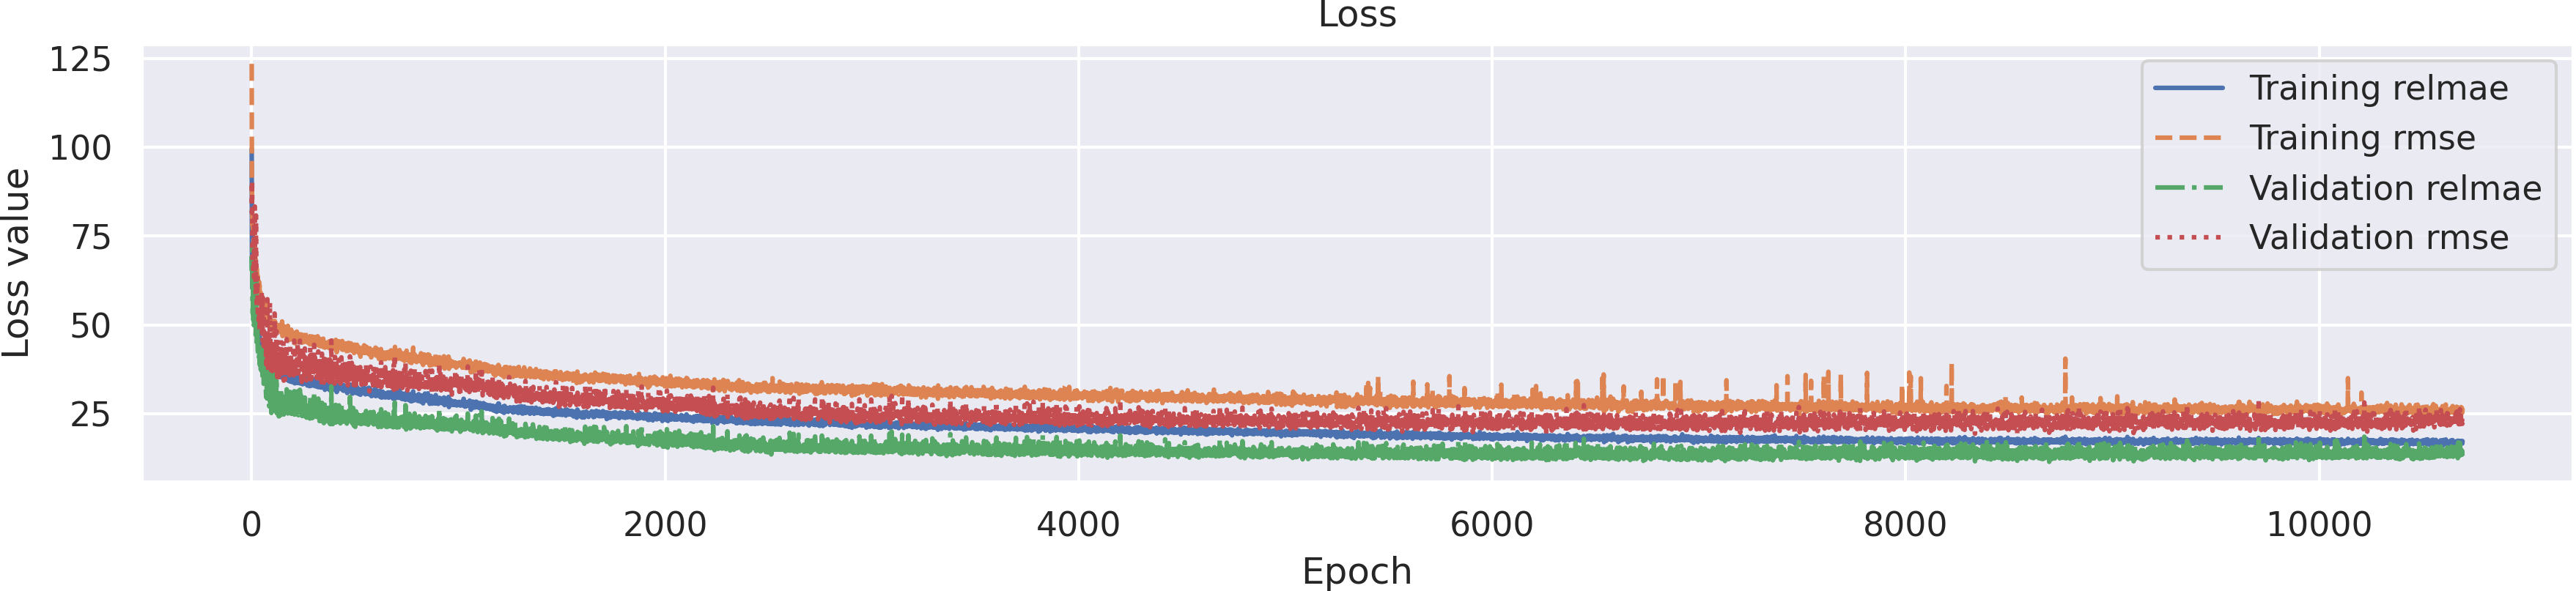 Loss
125
100
75
50
25
Loss value
0 2000 4000 6000 8000 10000
Epoch
Training relmae
Training rmse
Validation relmae
Validation rmse